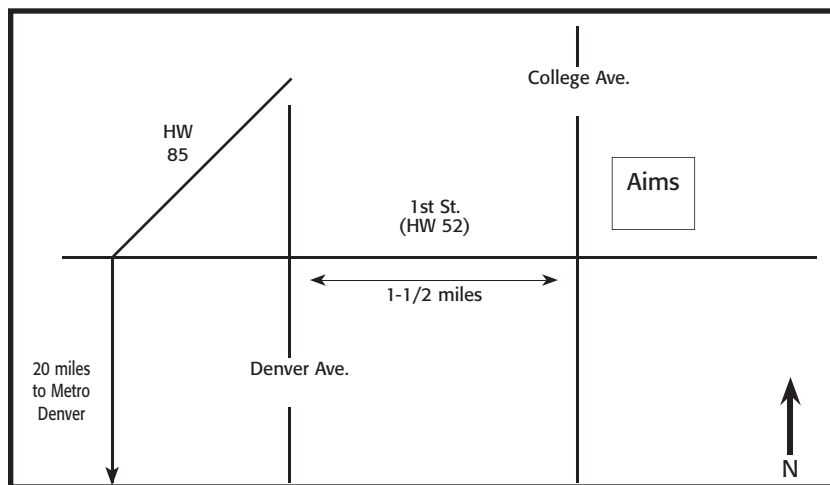 College Ave.
HW
85
Aims
1st St.
(HW 52)
1-1/2 miles
20 miles
to Metro
Denver
Denver Ave.
N